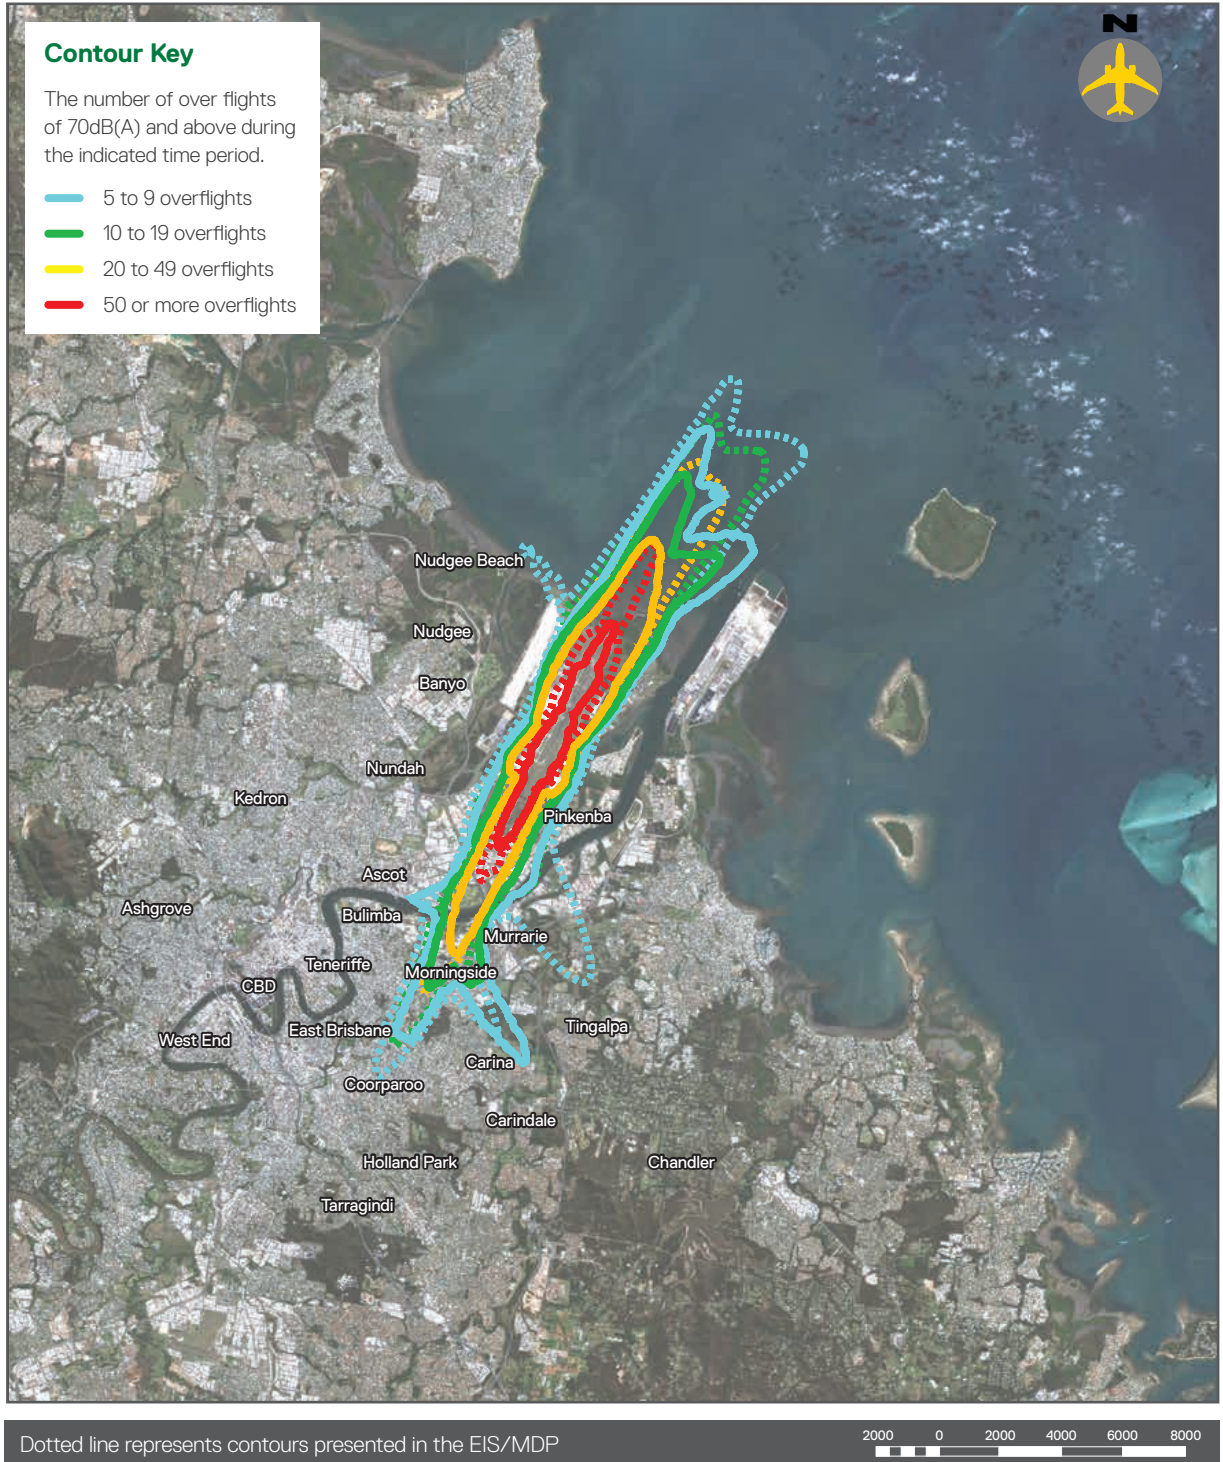 N
Contour Key
The number of over flights
of 70dB(A) and above during
the indicated time period.
5 to 9 overflights
10 to 19 overflights
20 to 49 overflights
50 or more overflights
Nudgee Beach
Nudgee
Banyo
Nundah
Kedron
Pinkenba
Ascot
Ashgrove
Bulimba
Murrarie
Teneriffe
Morningside
CBD
Tingalpa
East Brisbane
West End
Carina
Coorparoo
Carindale
Holland Park
Chandler
Tarragindi
Dotted line represents contours presented in the EIS/MDP
2000 0 2000 4000 6000 8000